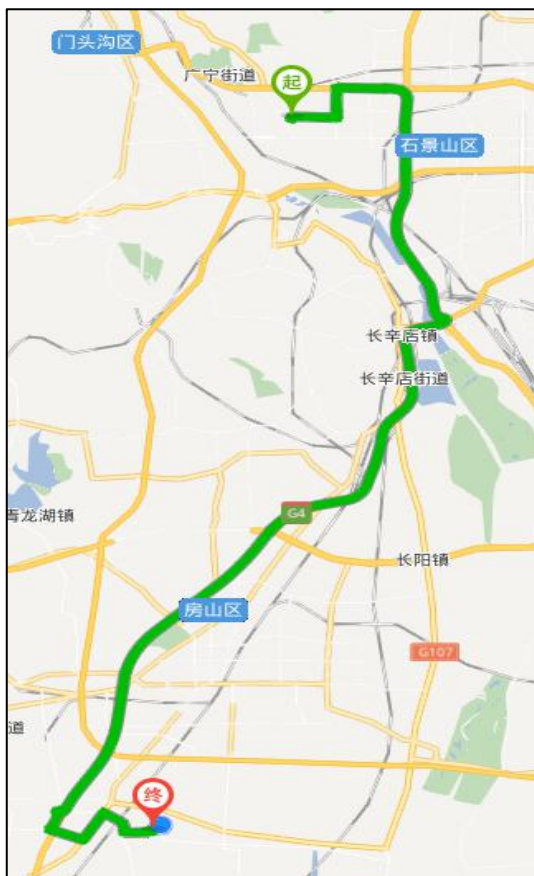 门头沟区
广宁街道
起
石景山区
长辛店镇
长辛店街道
G4
青龙湖镇
长阳镇
房山区
G107
道
终